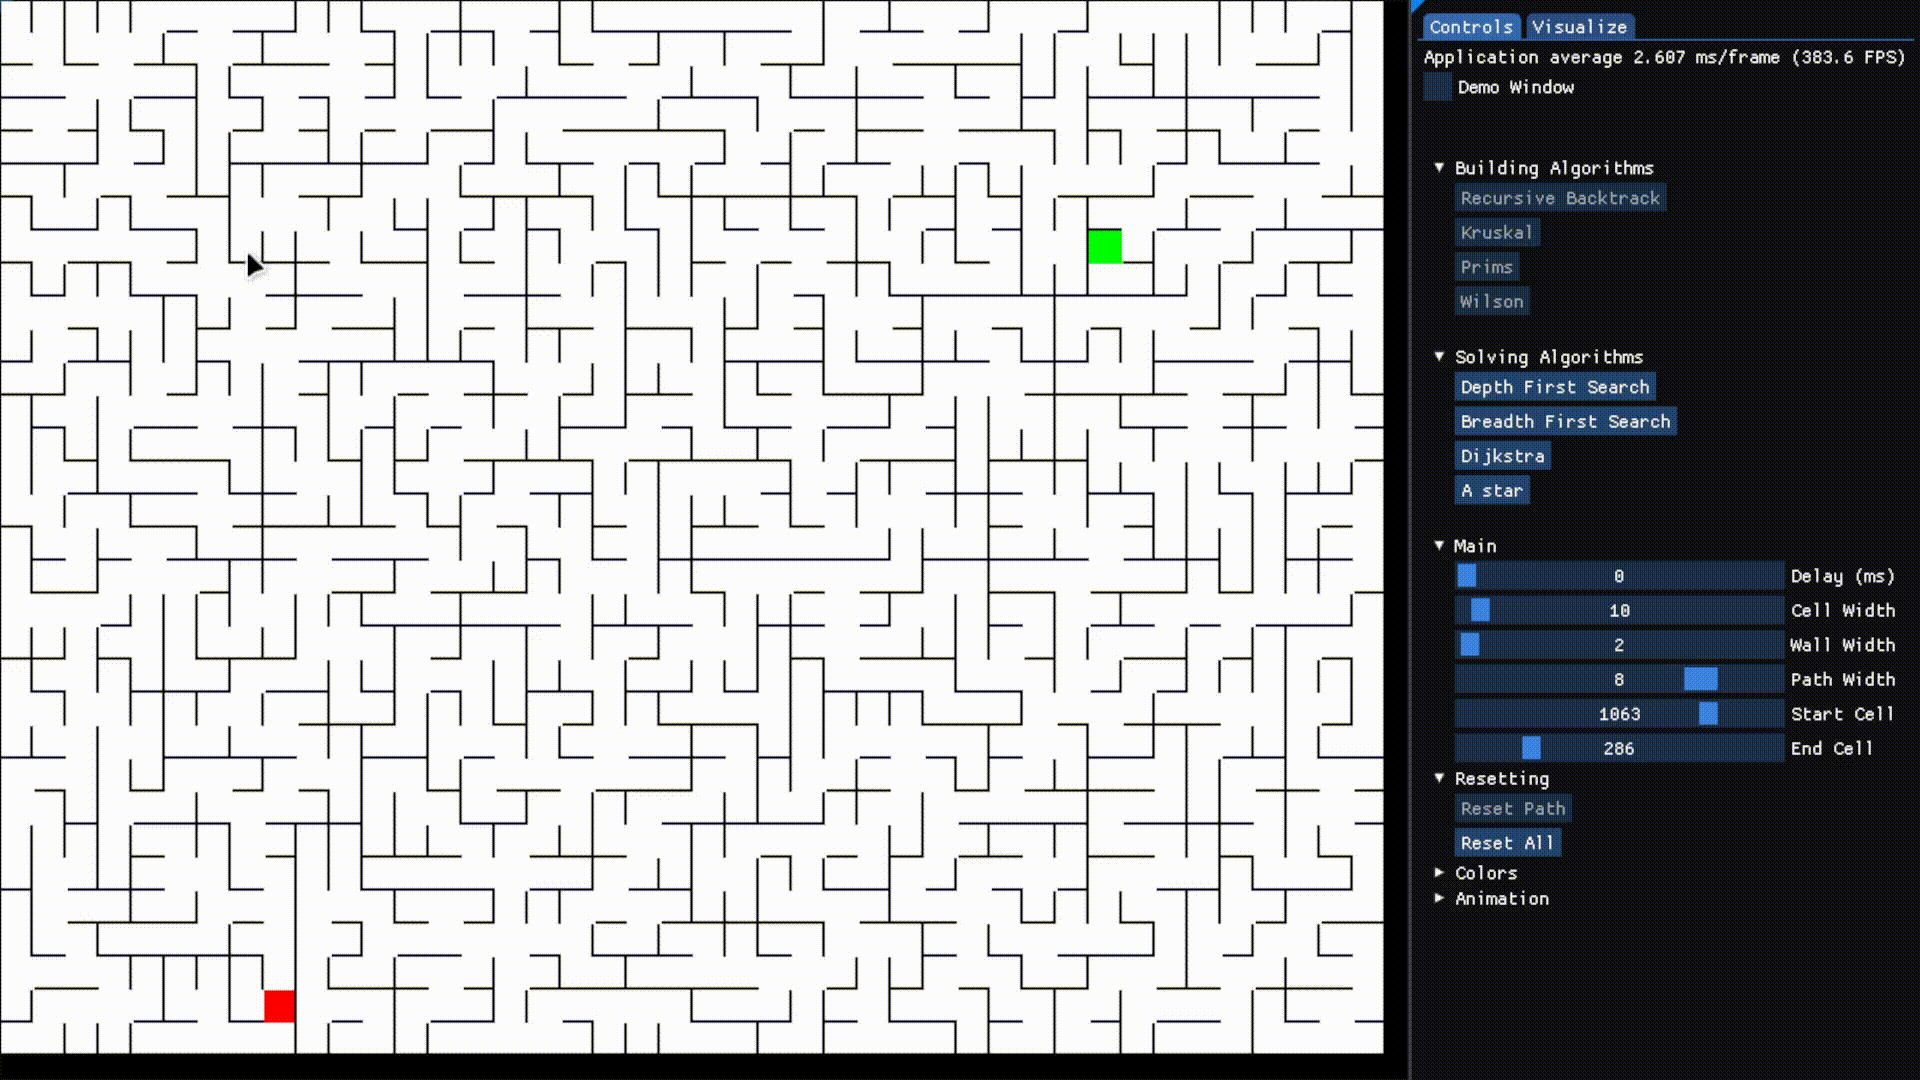 Controls Visualize
Application average 2.607 ms/frame (383.6 FPS)
Demo Window
Building Algorithms
Recursive Backtrack
Kruskal
Prims
Wilson
Solving Algorithms
Depth First Search
Breadth First Search
Dijkstra
A star
Main
0 Delay (ms)
10 Cell Width
2 Wall Width
8 Path Width
1063 Start Cell
286 End Cell
Resetting
Reset Path
Reset All
Colors
Animation